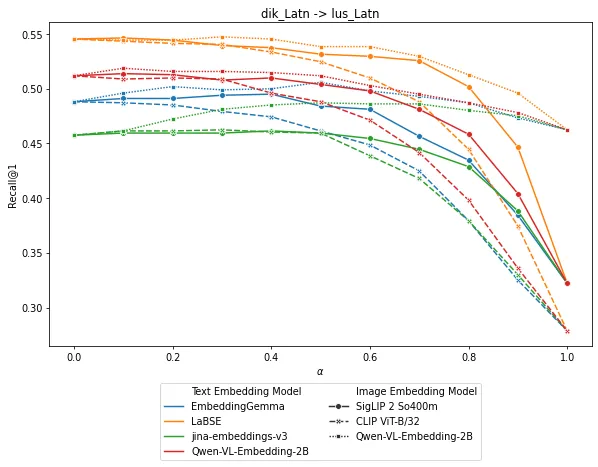 dik_Latn -> lus_Latn
0.55
0.50
0.45
0.40
0.35
0.30
Recall@1
0.0 0.2 0.4 0.6 0.8 1.0
α
Text Embedding Model
EmbeddingGemma
LaBSE
jina-embeddings-v3
Qwen-VL-Embedding-2B
Image Embedding Model
SigLIP 2 So400m
CLIP ViT-B/32
Qwen-VL-Embedding-2B